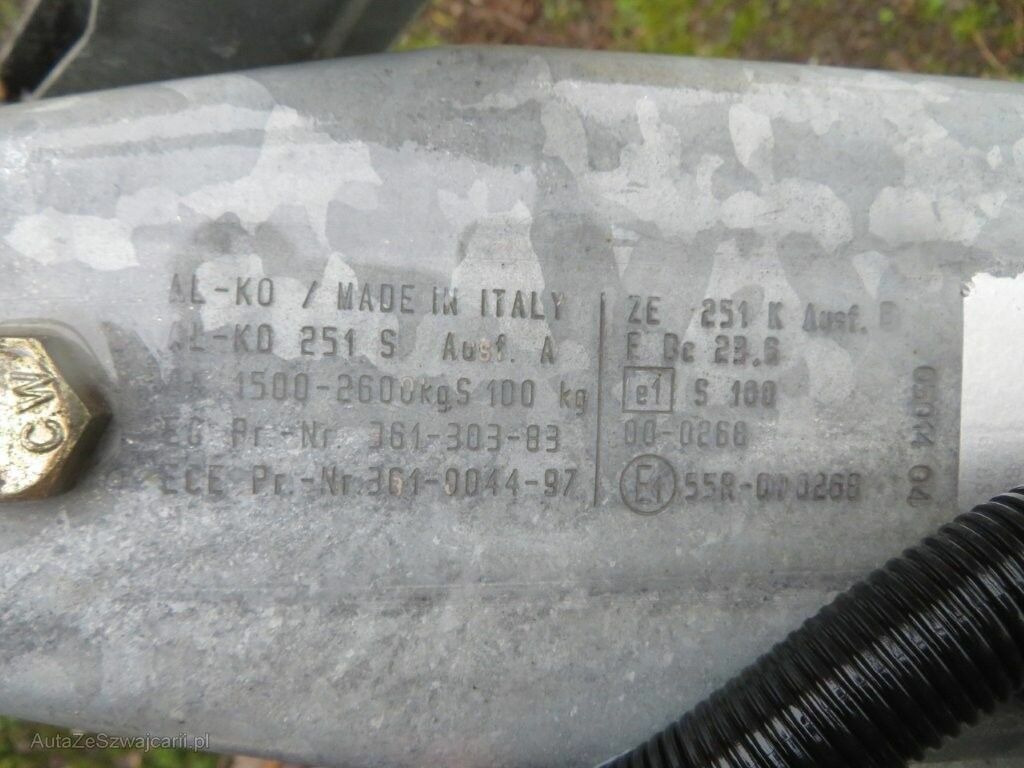 AL-KO / MADE IN ITALY
AL-KO 251 S Ausf. A
1500-2600kg S 100 kg
EG Pr.-Nr. 361-303-83
ECE Pr.-Nr. 361-0044-97
ZE 251 K Ausf. B
F Dc 23.6
e1 S 100
00-0268
E1 55R-010268
04
CW
AutaZeSzwajcarii.pl